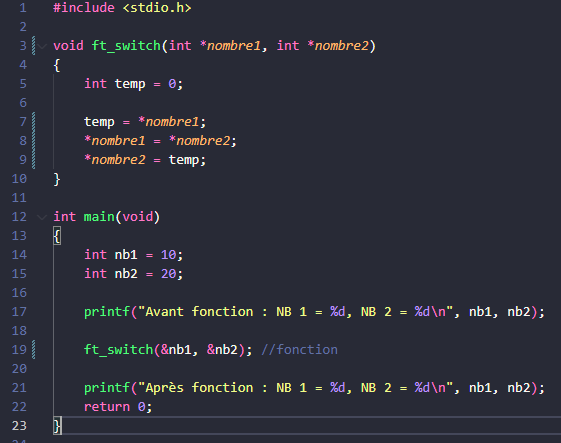 1 #include <stdio.h>
2
3 void ft_switch(int *nombre1, int *nombre2)
4 {
5     int temp = 0;
6
7     temp = *nombre1;
8     *nombre1 = *nombre2;
9     *nombre2 = temp;
10 }
11
12 int main(void)
13 {
14     int nb1 = 10;
15     int nb2 = 20;
16
17     printf("Avant fonction : NB 1 = %d, NB 2 = %d\n", nb1, nb2);
18
19     ft_switch(&nb1, &nb2); //fonction
20
21     printf("Après fonction : NB 1 = %d, NB 2 = %d\n", nb1, nb2);
22     return 0;
23 }